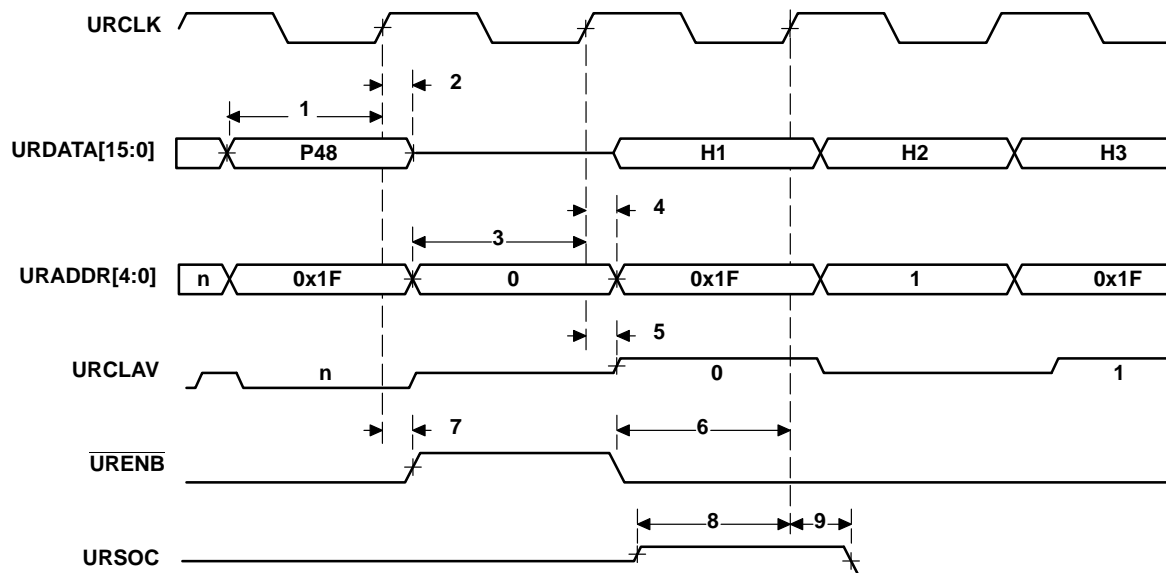 URCLK
2
1
URDATA[15:0] P48 H1 H2 H3
4
3
URADDR[4:0] n 0x1F 0 0x1F 1 0x1F
5
URCLAV n 0 1
7 6
URENB
8 9
URSOC